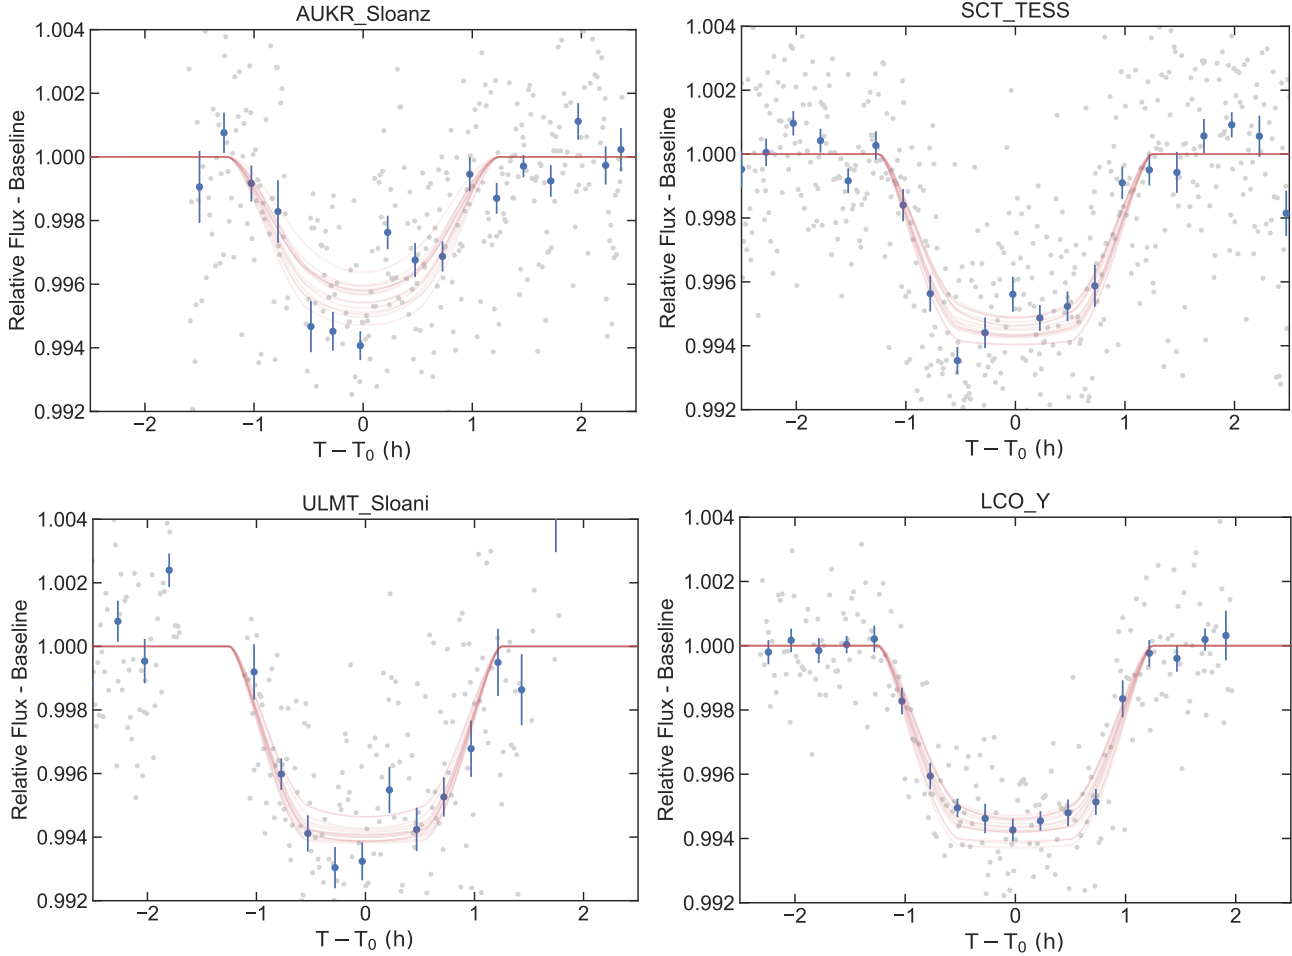 AUKR_Sloanz
1.004
1.002
1.000
0.998
0.996
0.994
0.992
Relative Flux - Baseline
−2 −1 0 1 2
T − T₀ (h)
SCT_TESS
1.004
1.002
1.000
0.998
0.996
0.994
0.992
Relative Flux - Baseline
−2 −1 0 1 2
T − T₀ (h)
ULMT_Sloani
1.004
1.002
1.000
0.998
0.996
0.994
0.992
Relative Flux - Baseline
−2 −1 0 1 2
T − T₀ (h)
LCO_Y
1.004
1.002
1.000
0.998
0.996
0.994
0.992
Relative Flux - Baseline
−2 −1 0 1 2
T − T₀ (h)